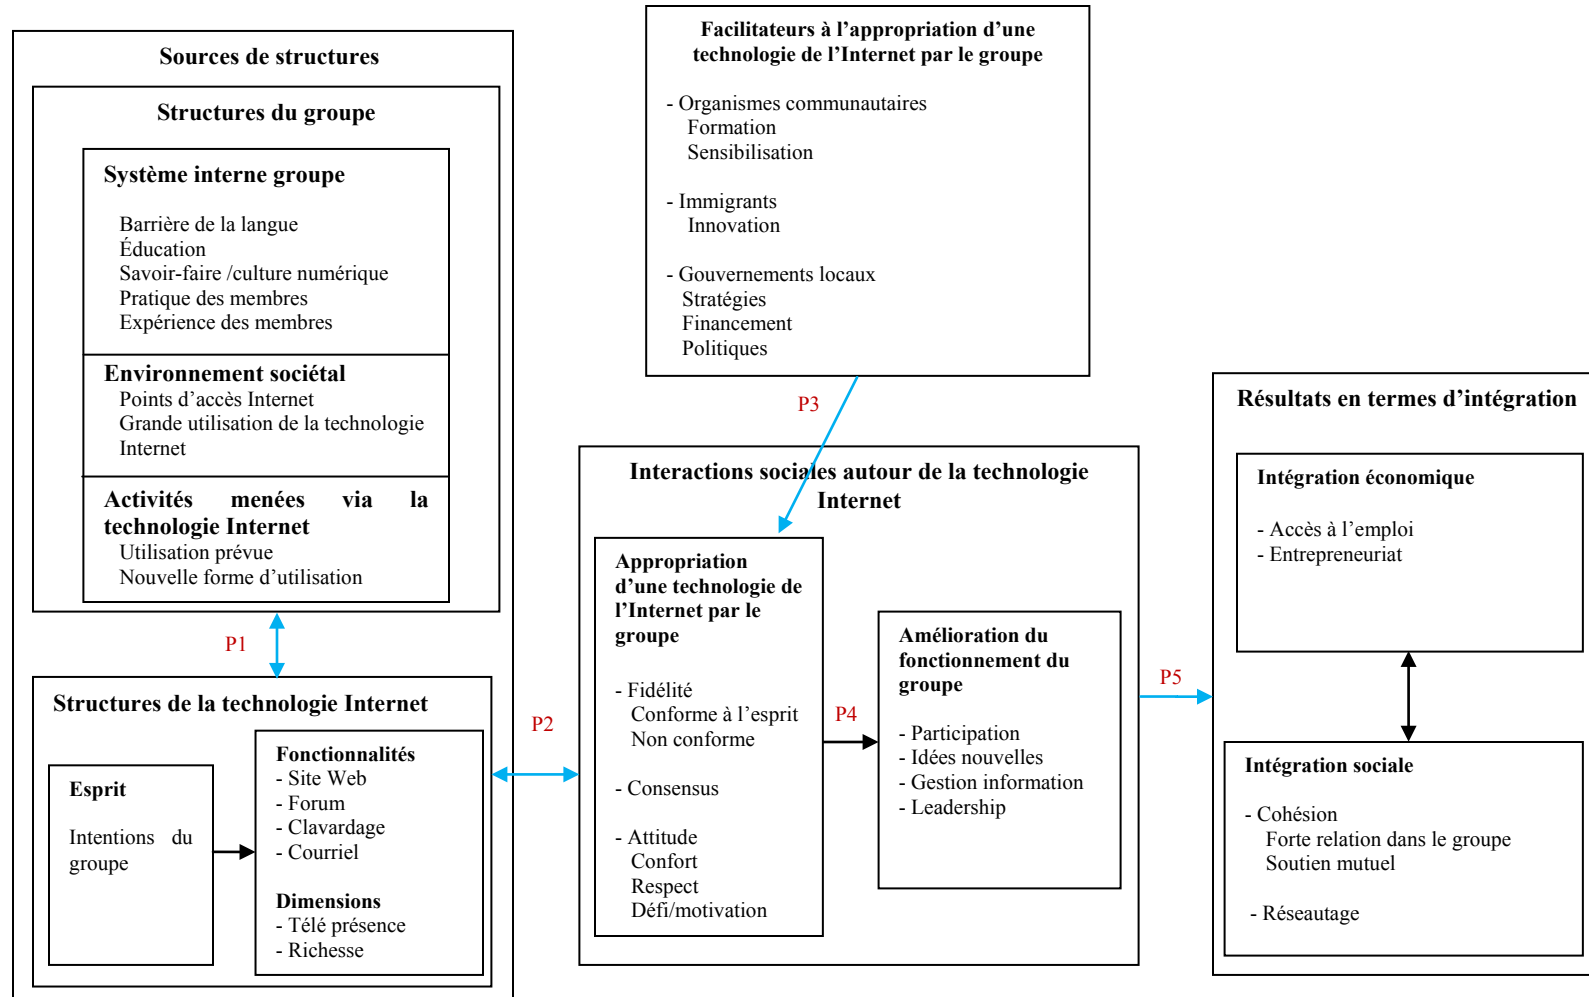 Sources de structures
Structures du groupe
Système interne groupe
Barrière de la langue
Éducation
Savoir-faire /culture numérique
Pratique des membres
Expérience des membres
Environnement sociétal
Points d’accès Internet
Grande utilisation de la technologie
Internet
Activités menées via la
technologie Internet
Utilisation prévue
Nouvelle forme d’utilisation
P1
Structures de la technologie Internet
Esprit
Intentions du
groupe
Fonctionnalités
- Site Web
- Forum
- Clavardage
- Courriel
Dimensions
- Télé présence
- Richesse
P2
Facilitateurs à l’appropriation d’une
technologie de l’Internet par le groupe
- Organismes communautaires
Formation
Sensibilisation
- Immigrants
Innovation
- Gouvernements locaux
Stratégies
Financement
Politiques
P3
Interactions sociales autour de la technologie
Internet
Appropriation
d’une technologie de
l’Internet par le
groupe
- Fidélité
Conforme à l’esprit
Non conforme
- Consensus
- Attitude
Confort
Respect
Défi/motivation
P4
Amélioration du
fonctionnement du
groupe
- Participation
- Idées nouvelles
- Gestion information
- Leadership
P5
Résultats en termes d’intégration
Intégration économique
- Accès à l’emploi
- Entrepreneuriat
Intégration sociale
- Cohésion
Forte relation dans le groupe
Soutien mutuel
- Réseautage